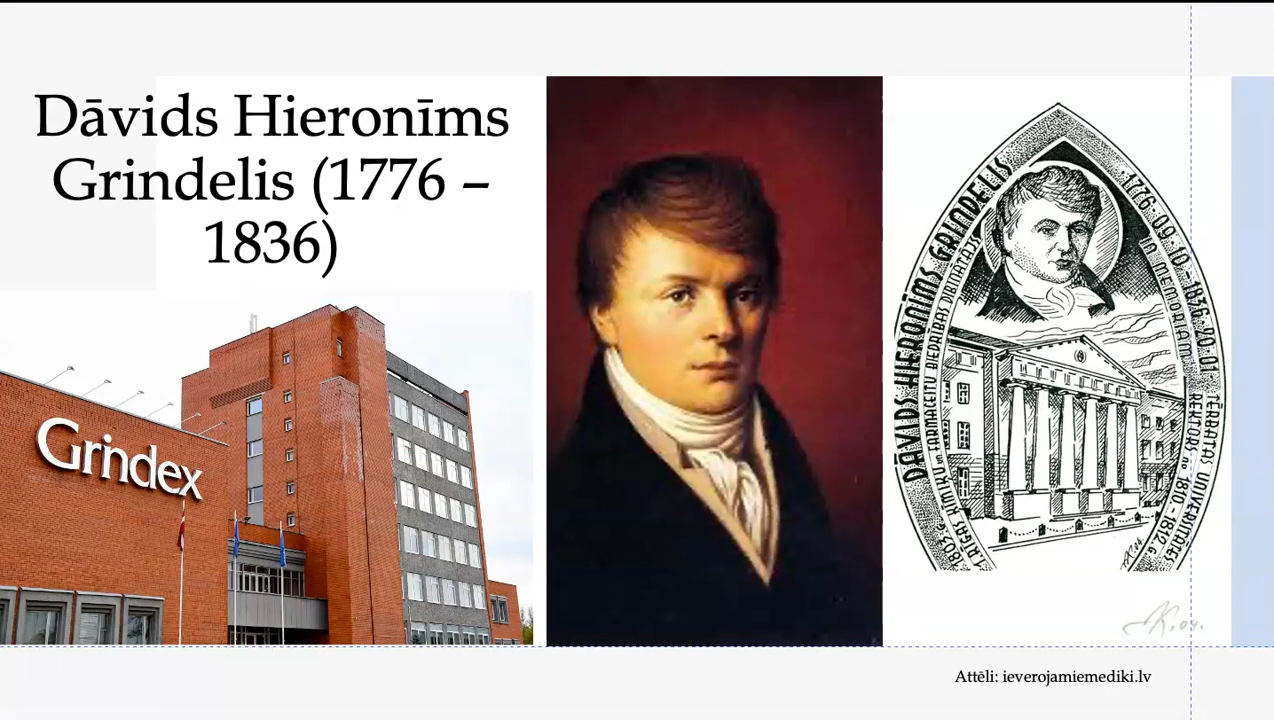 Dāvids Hieronīms
Grindelis (1776 –
1836)
Grindex
DĀVIDS HIERONĪMS GRINDELIS
1776·09·10–1836·20·01
IN MEMORIAM
1803.g. RĪGAS ĶĪMIĶU un FARMACEITU BIEDRĪBAS DIBINĀTĀJS
TĒRBATAS UNIVERSITĀTES
REKTORS no 1810–1812.G.
Attēli: ieverojamiemediki.lv